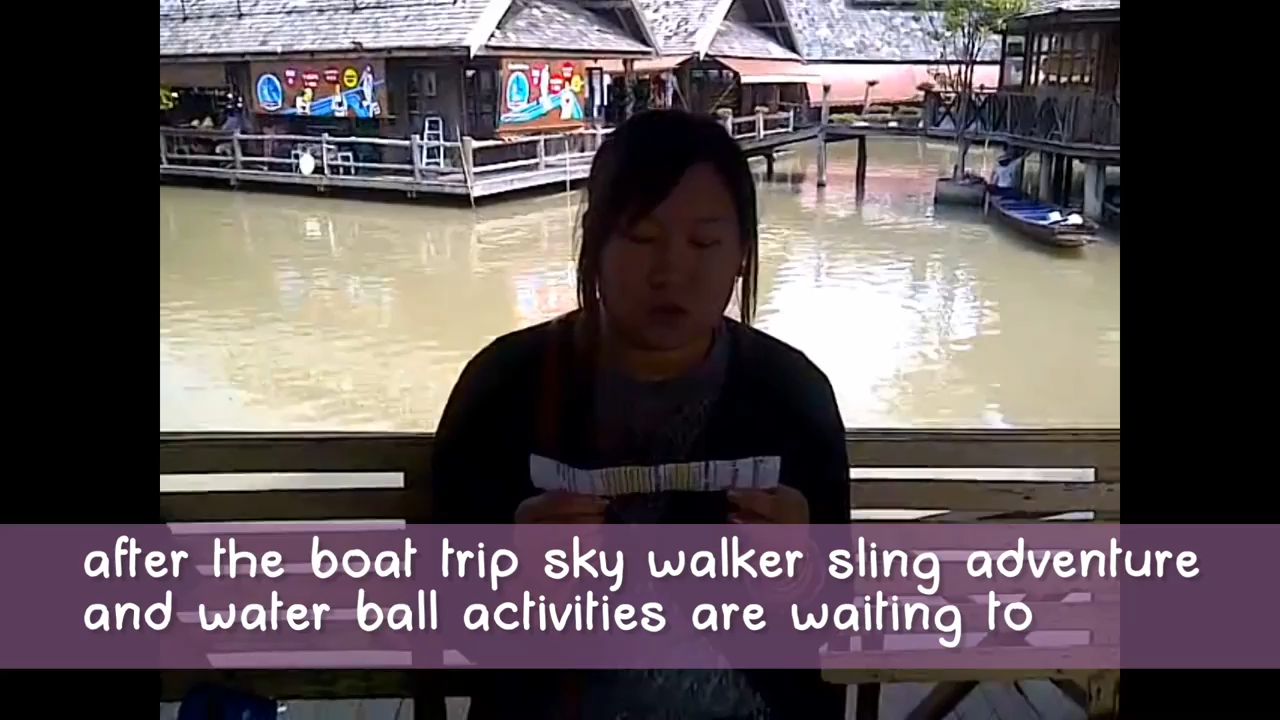 after the boat trip sky walker sling adventure
and water ball activities are waiting to